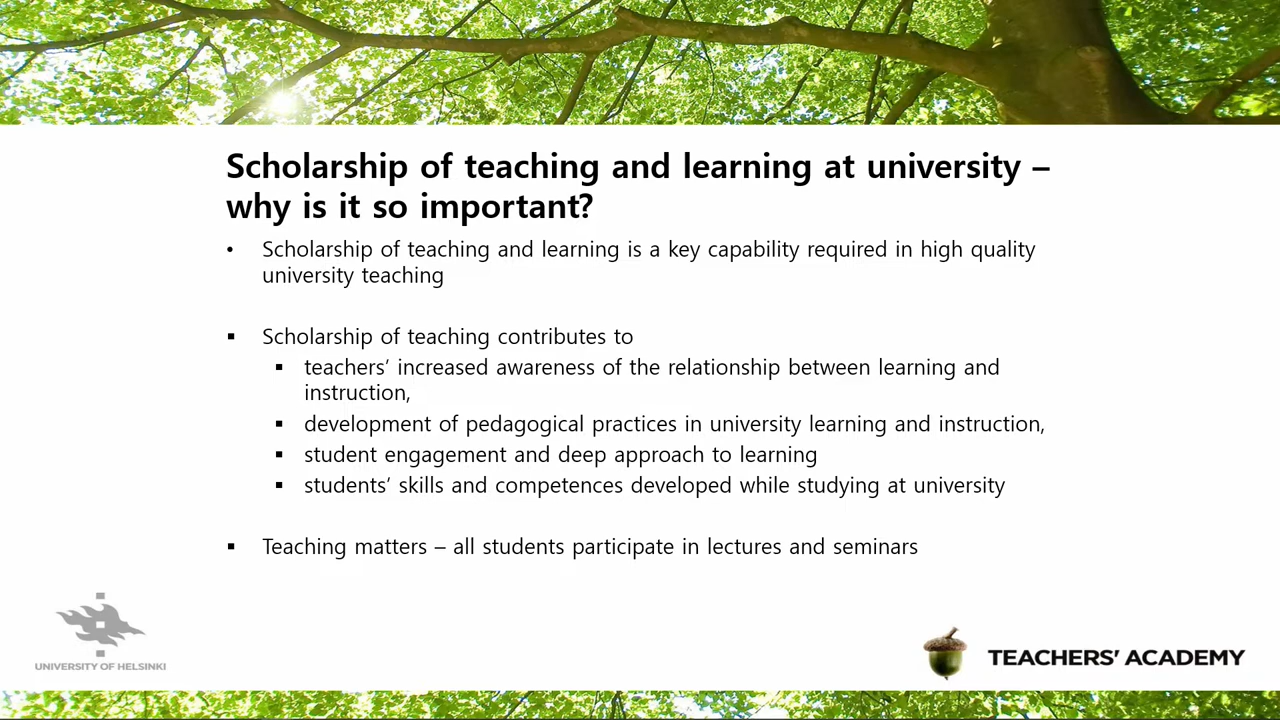 Scholarship of teaching and learning at university –
why is it so important?
• Scholarship of teaching and learning is a key capability required in high quality
university teaching
▪ Scholarship of teaching contributes to
▪ teachers’ increased awareness of the relationship between learning and
instruction,
▪ development of pedagogical practices in university learning and instruction,
▪ student engagement and deep approach to learning
▪ students’ skills and competences developed while studying at university
▪ Teaching matters – all students participate in lectures and seminars
UNIVERSITY OF HELSINKI
TEACHERS' ACADEMY